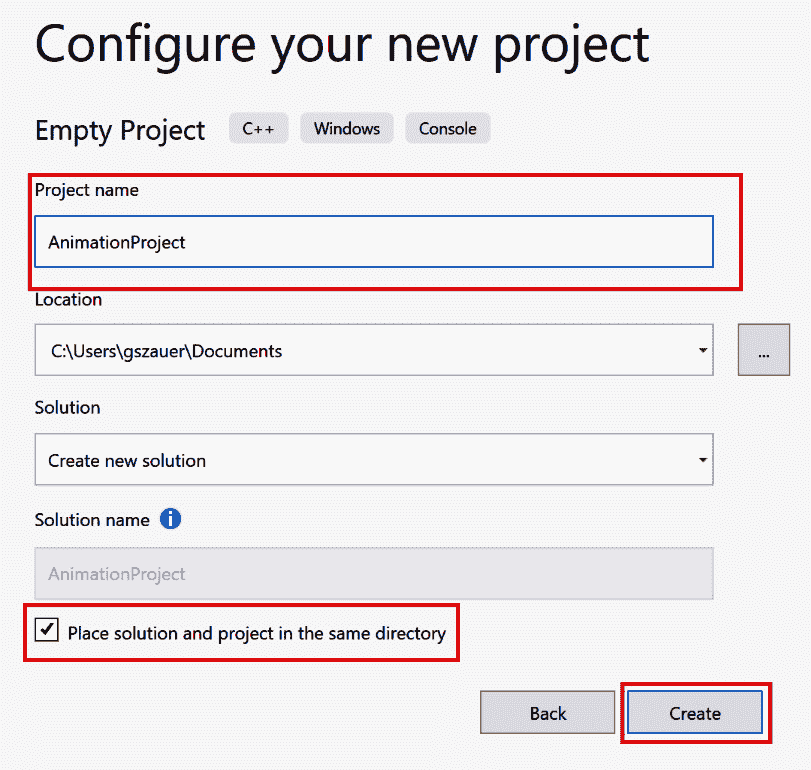 Configure your new project
Empty Project C++ Windows Console
Project name
AnimationProject
Location
C:\Users\gszauer\Documents ...
Solution
Create new solution
Solution name i
AnimationProject
Place solution and project in the same directory
Back Create